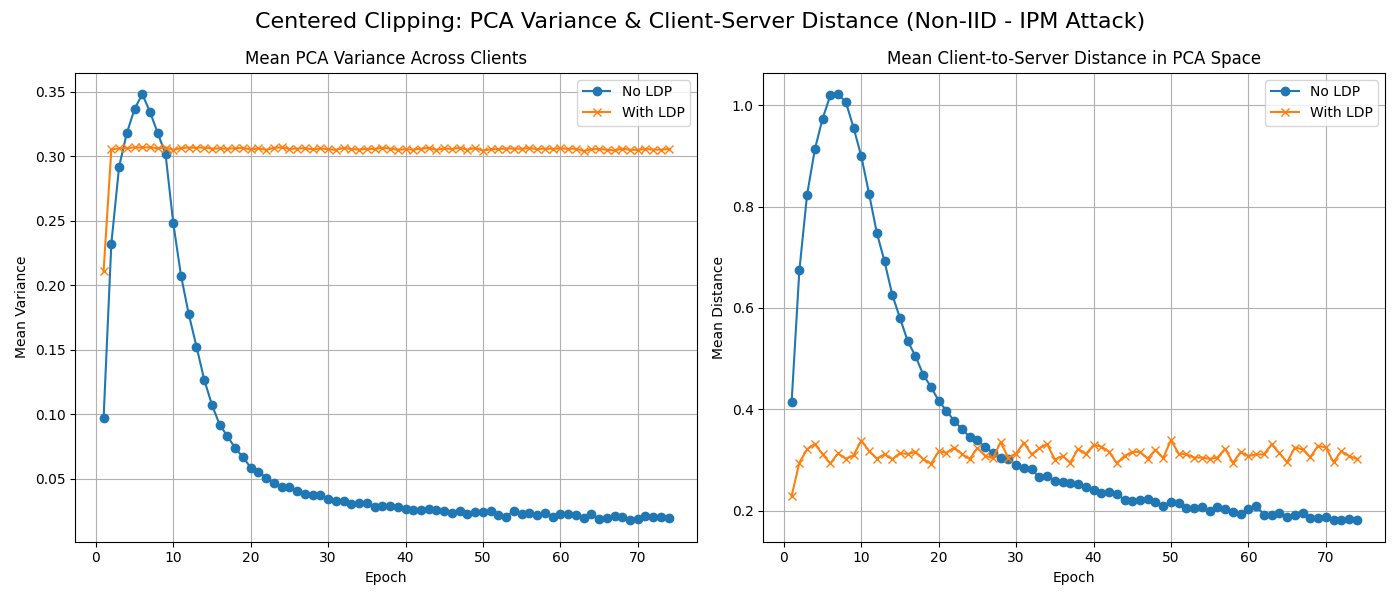 Centered Clipping: PCA Variance & Client-Server Distance (Non-IID - IPM Attack)
Mean PCA Variance Across Clients
No LDP
With LDP
0.35
0.30
0.25
0.20
0.15
0.10
0.05
Mean Variance
0 10 20 30 40 50 60 70
Epoch
Mean Client-to-Server Distance in PCA Space
No LDP
With LDP
1.0
0.8
0.6
0.4
0.2
Mean Distance
0 10 20 30 40 50 60 70
Epoch